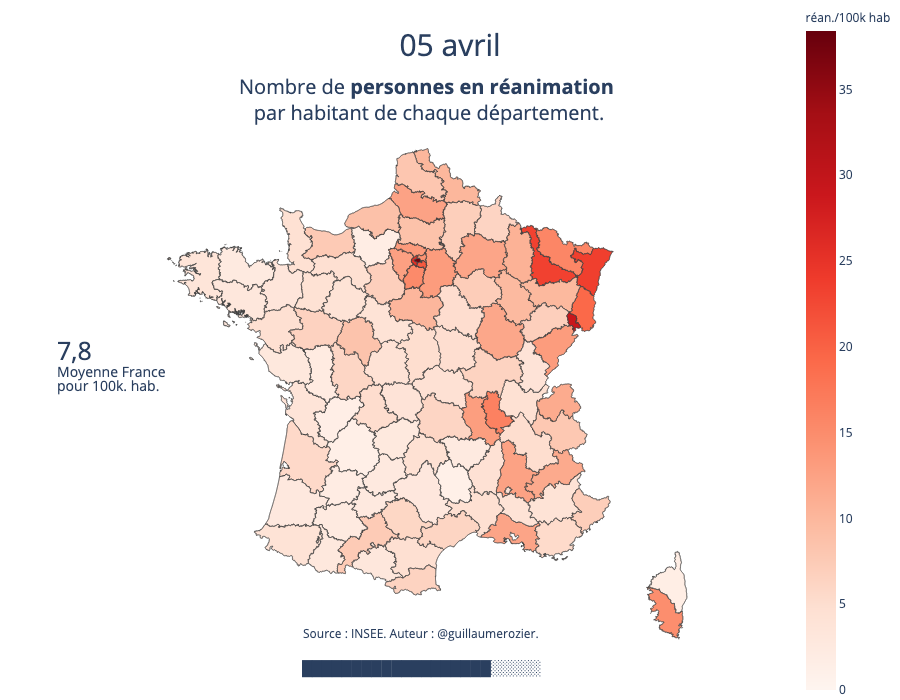 réan./100k hab
05 avril
Nombre de personnes en réanimation
par habitant de chaque département.
35
30
25
20
15
10
5
0
7,8
Moyenne France
pour 100k. hab.
Source : INSEE. Auteur : @guillaumerozier.